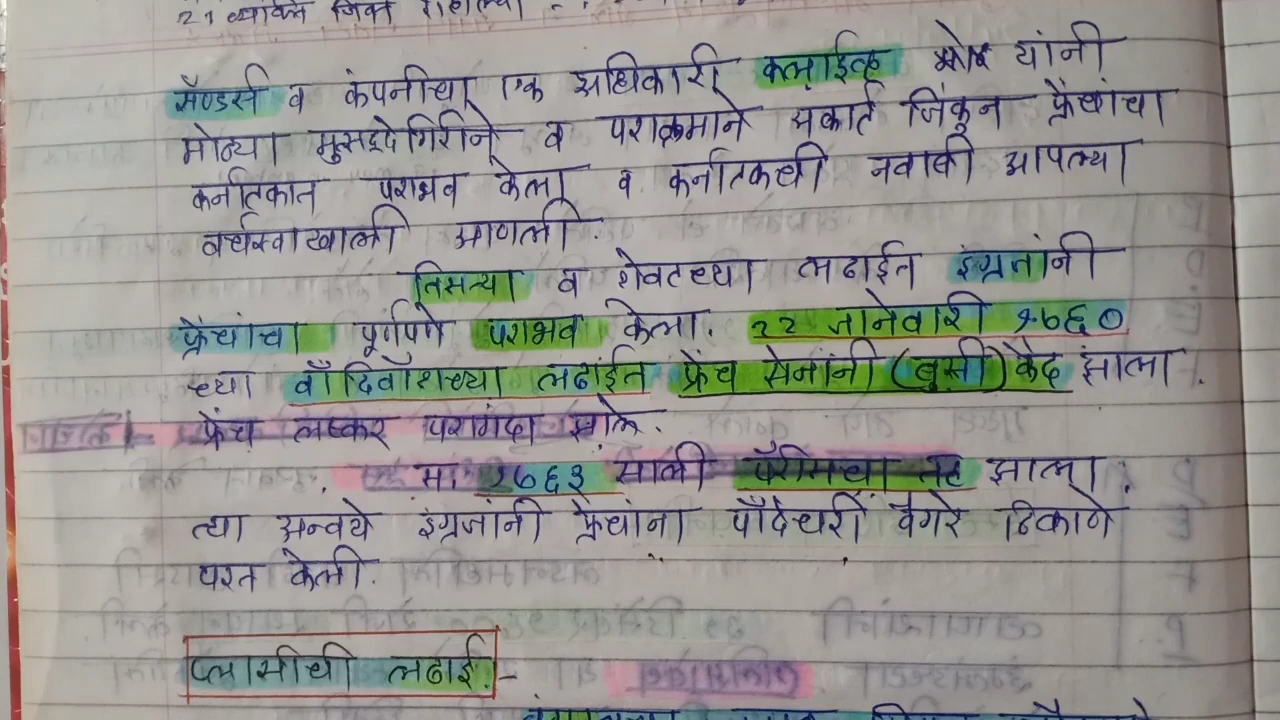 सॅण्डर्स व कंपनीचा एक अधिकारी क्लाईव्ह यांनी
मोठ्या मुसद्देगिरीने व पराक्रमाने अर्काट जिंकुन फ्रेंचांचा
कर्नाटकात पराभव केला व कर्नाटकची नवाबी आपल्या
वर्चस्वाखाली आणली.
तिसऱ्या व शेवटच्या लढाईत इंग्रजांनी
फ्रेंचांचा पूर्णपणे पराभव केला. २२ जानेवारी १७६०
च्या वाँदिवॉशच्या लढाईत फ्रेंच सेनांनी (बुसी) कैद झाला.
फ्रेंच लष्कर परागंदा झाले.
सा १७६३ साली पॅरीसचा तह झाला.
त्या अन्वये इंग्रजांनी फ्रेंचांना पाँदेचरी वगैरे ठिकाणे
परत केली.
प्लासीची लढाई :-